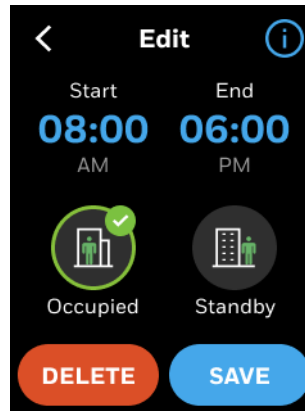 Edit
Start End
08:00 06:00
AM PM
Occupied Standby
DELETE SAVE